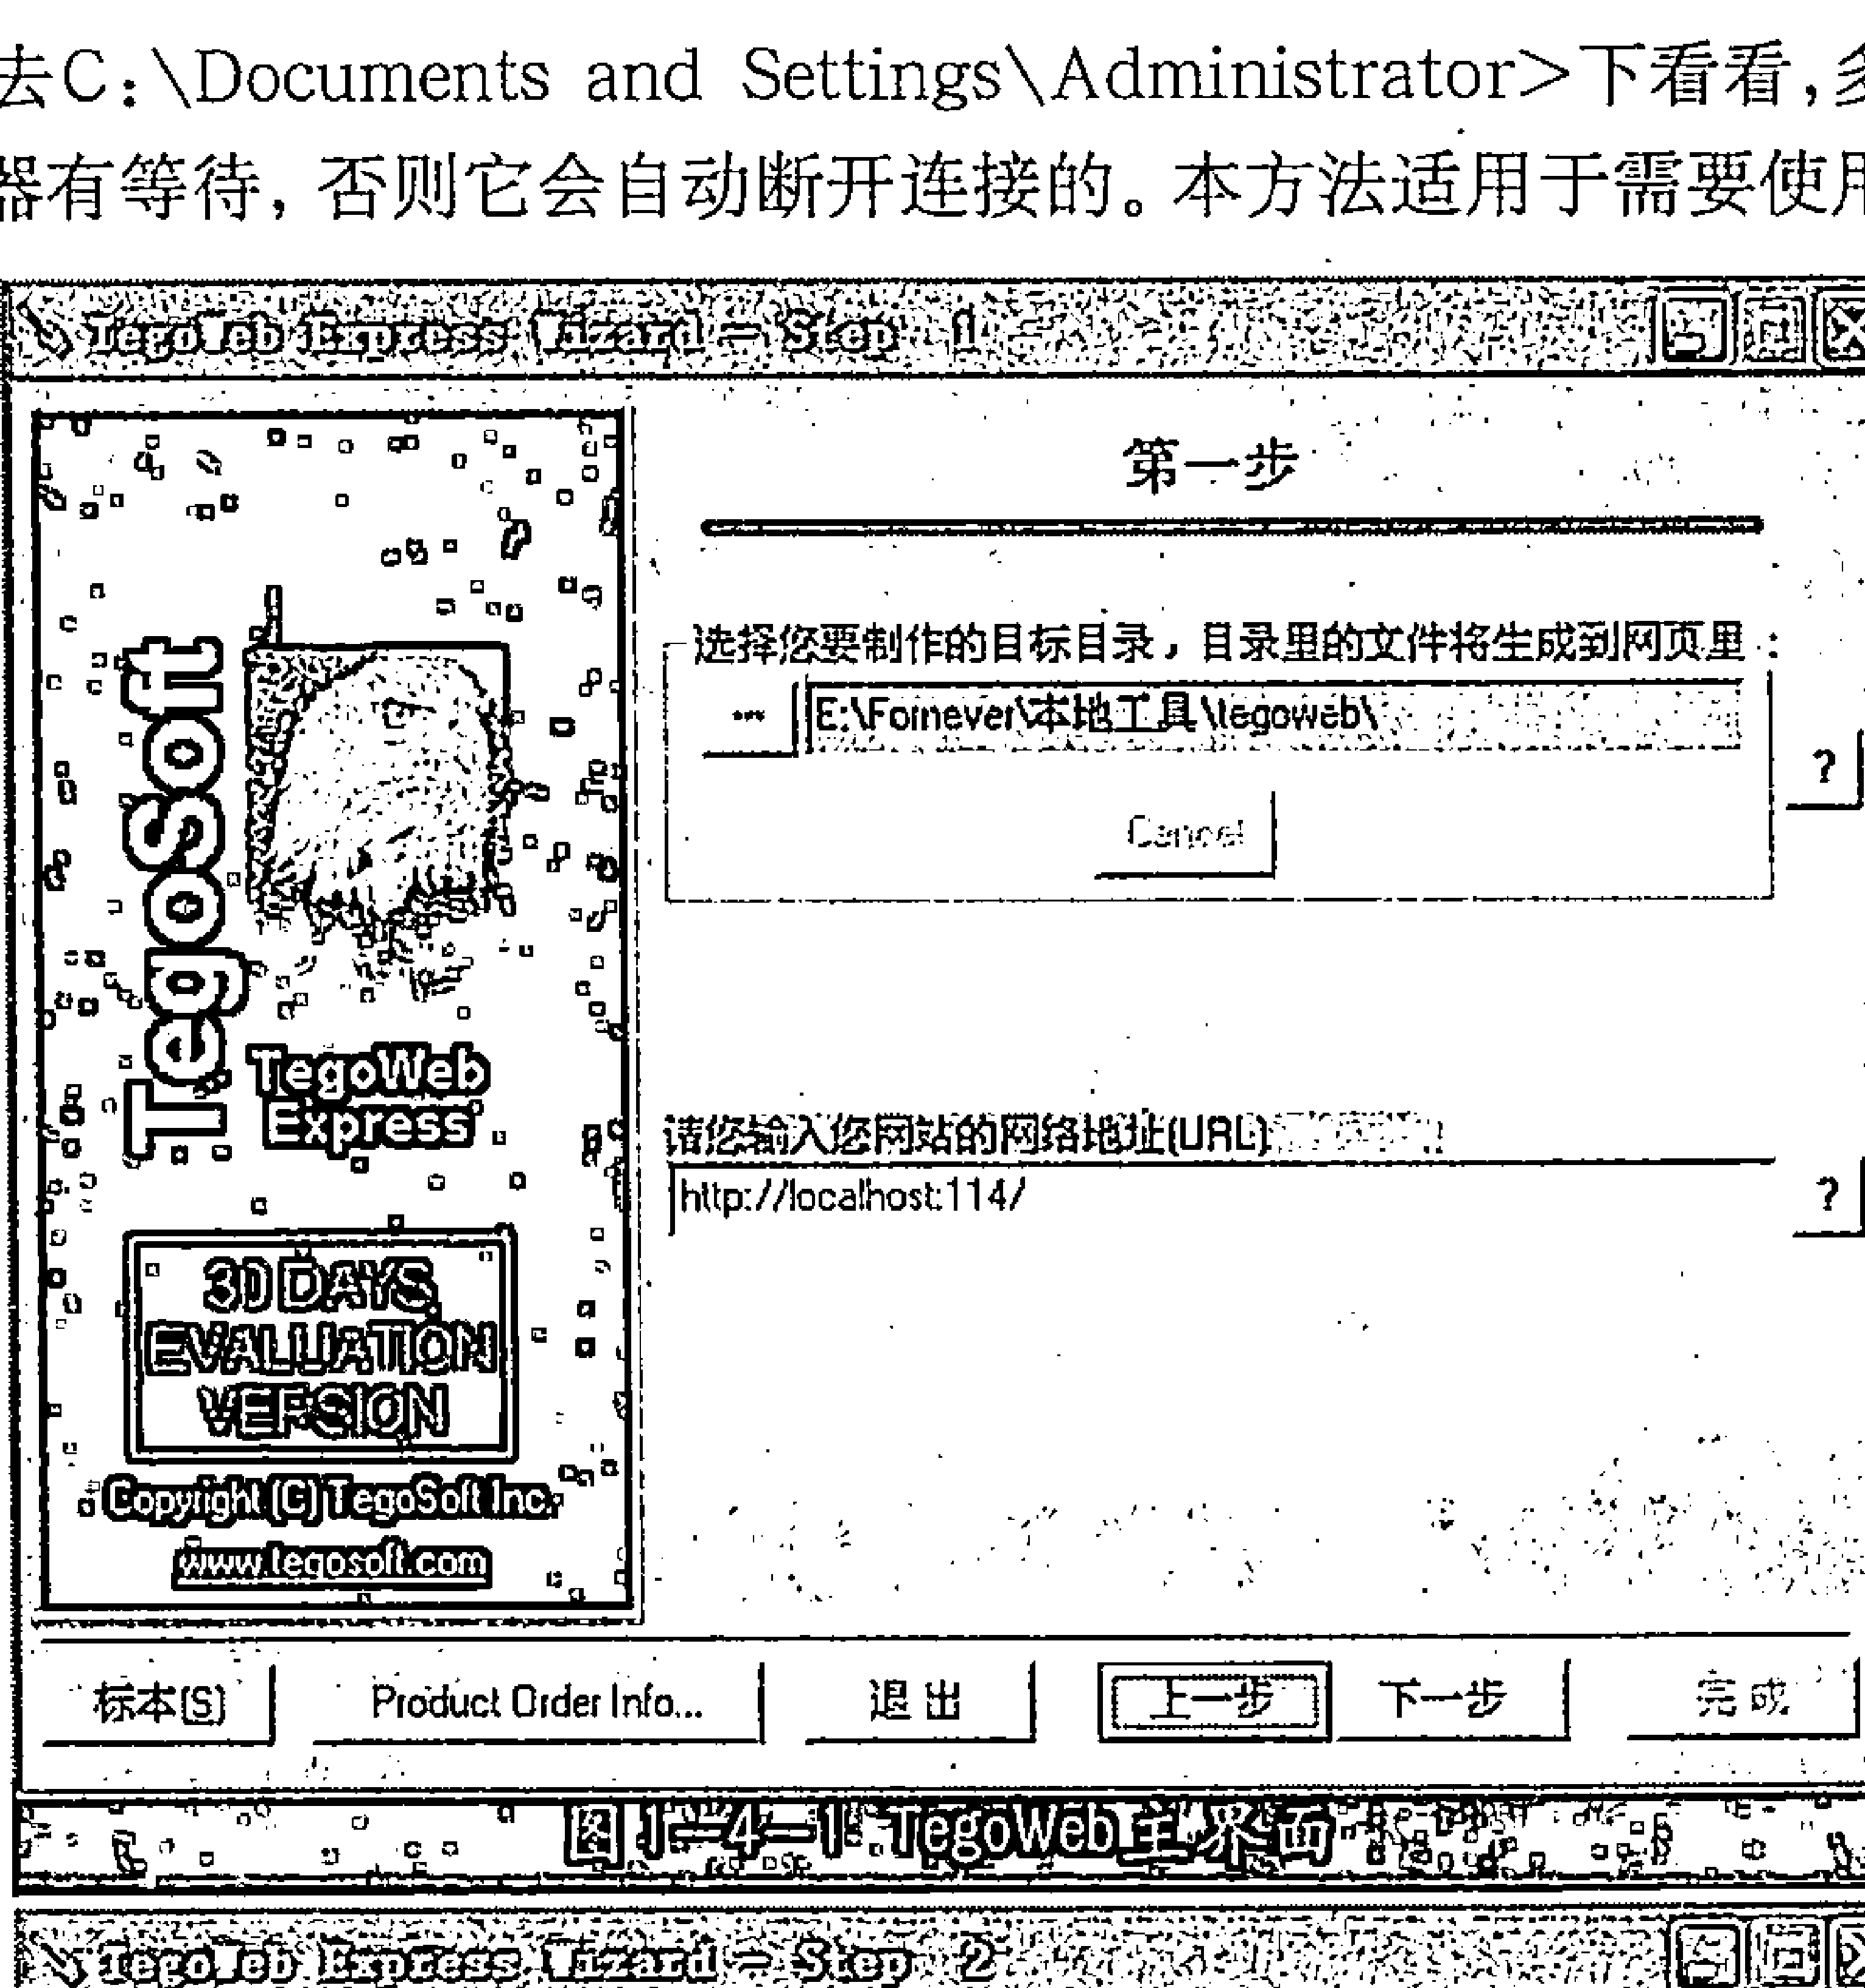 去C:\Documents and Settings\Administrator>下看看,多
器有等待, 否则它会自动断开连接的。本方法适用于需要使用
TegoWeb Express Wizard - Step 1
TegoSoft
TegoWeb
Express
30 DAYS
EVALUATION
VERSION
Copyright (C) TegoSoft Inc.
www.tegosoft.com
第一步
选择您要制作的目标目录，目录里的文件将生成到网页里：
... E:\Fornever\本地工具\tegoweb\
?
Cancel
请您输入您网站的网络地址(URL)
http://localhost:114/
?
标本(S) Product Order Info... 退出 上一步 下一步 完成
图 1-4-1 TegoWeb主界面
TegoWeb Express Wizard - Step 2